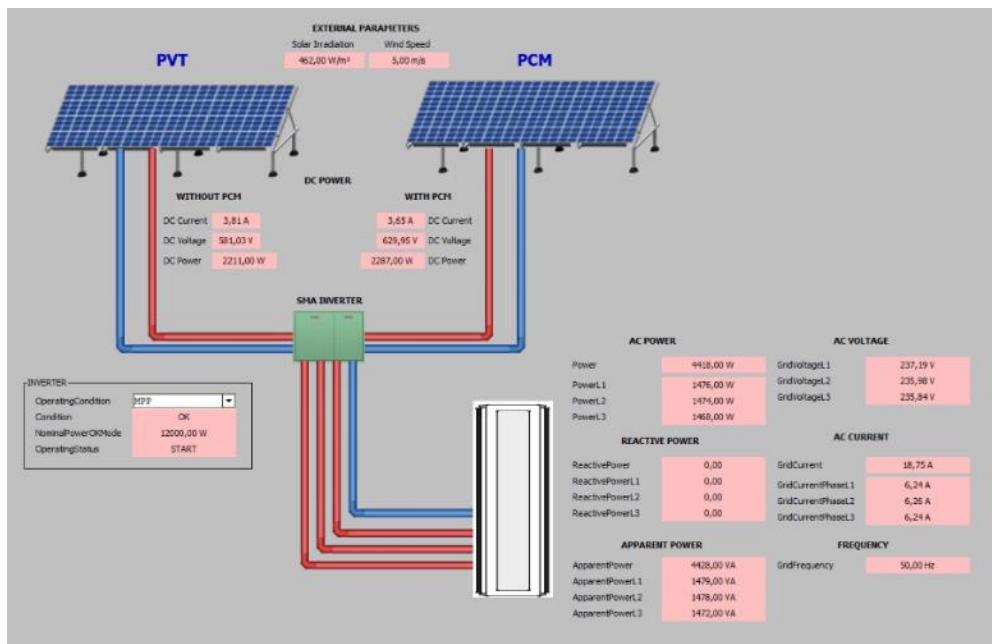 EXTERNAL PARAMETERS
Solar Irradiation Wind Speed
462,00 W/m² 5,00 m/s
PVT PCM
DC POWER
WITHOUT PCM WITH PCM
DC Current 3,81 A 3,65 A DC Current
DC Voltage 581,03 V 629,95 V DC Voltage
DC Power 2211,00 W 2287,00 W DC Power
SMA INVERTER
INVERTER
OperatingCondition MPP
Condition OK
NominalPowerOKMode 12000,00 W
OperatingStatus START
AC POWER
Power 4418,00 W
PowerL1 1476,00 W
PowerL2 1474,00 W
PowerL3 1468,00 W
REACTIVE POWER
ReactivePower 0,00
ReactivePowerL1 0,00
ReactivePowerL2 0,00
ReactivePowerL3 0,00
APPARENT POWER
ApparentPower 4428,00 VA
ApparentPowerL1 1479,00 VA
ApparentPowerL2 1478,00 VA
ApparentPowerL3 1472,00 VA
AC VOLTAGE
GridVoltageL1 237,19 V
GridVoltageL2 235,98 V
GridVoltageL3 235,84 V
AC CURRENT
GridCurrent 18,75 A
GridCurrentPhaseL1 6,24 A
GridCurrentPhaseL2 6,26 A
GridCurrentPhaseL3 6,24 A
FREQUENCY
GridFrequency 50,00 Hz